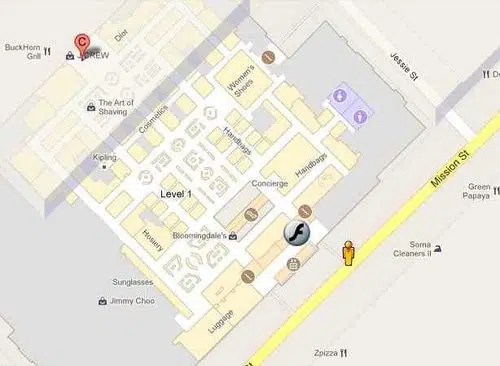 Dior
C
BuckHorn
Grill
J.CREW
The Art of
Shaving
Cosmetics
Women's
Shoes
Jessie St
Kipling
Handbags
Handbags
Level 1
Concierge
Mission St
Green
Papaya
Hosiery
Bloomingdale's
Soma
Cleaners II
Sunglasses
Jimmy Choo
Luggage
Zpizza